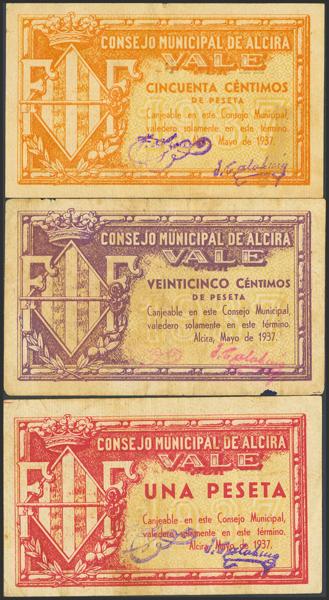 CONSEJO MUNICIPAL DE ALCIRA
VALE
CINCUENTA CÉNTIMOS
DE PESETA
Canjeable en este Consejo Municipal,
valedero solamente en este término.
Mayo de 1937.
CONSEJO MUNICIPAL DE ALCIRA
VALE
VEINTICINCO CÉNTIMOS
DE PESETA
Canjeable en este Consejo Municipal,
valedero solamente en este término.
Alcira, Mayo de 1937.
CONSEJO MUNICIPAL DE ALCIRA
VALE
UNA PESETA
Canjeable en este Consejo Municipal,
valedero solamente en este término.
Alcira, Mayo de 1937.